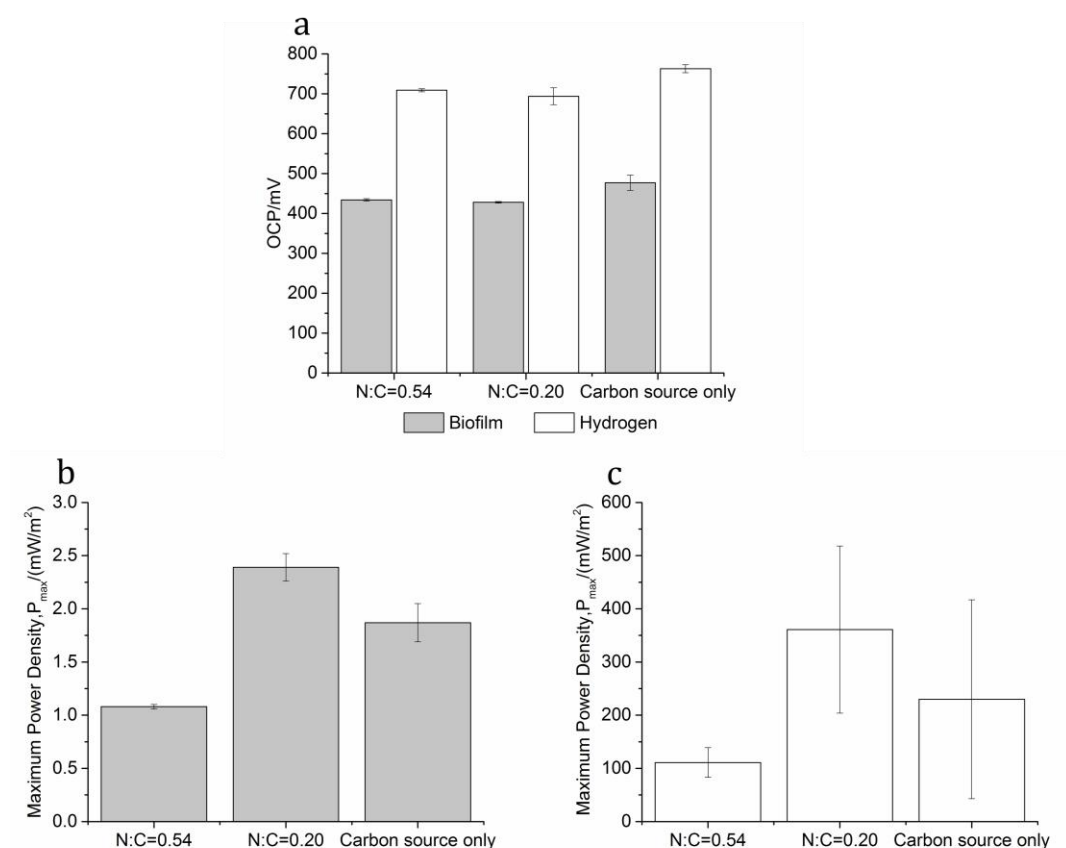 a
800
700
600
500
400
300
200
100
0
OCP/mV
N:C=0.54 N:C=0.20 Carbon source only
Biofilm Hydrogen
b
3.0
2.5
2.0
1.5
1.0
0.5
0.0
Maximum Power Density,Pmax/(mW/m²)
N:C=0.54 N:C=0.20 Carbon source only
c
600
500
400
300
200
100
0
Maximum Power Density,Pmax/(mW/m²)
N:C=0.54 N:C=0.20 Carbon source only